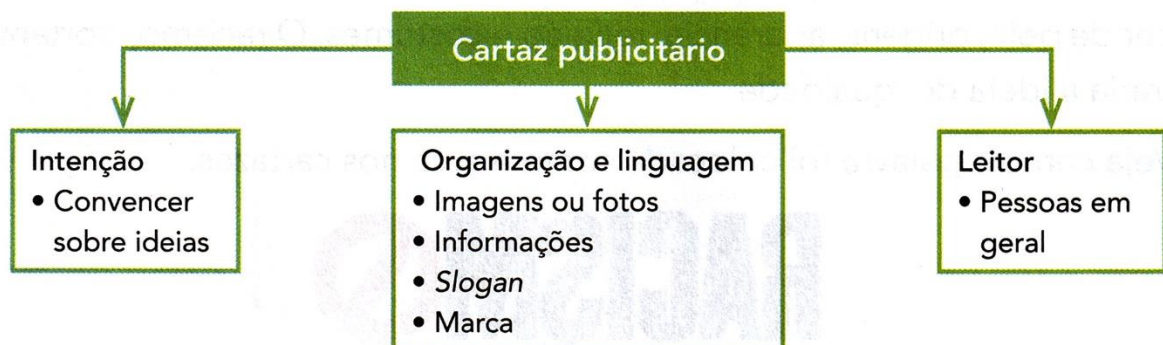 Cartaz publicitário
Intenção
• Convencer
sobre ideias
Organização e linguagem
• Imagens ou fotos
• Informações
• Slogan
• Marca
Leitor
• Pessoas em
geral